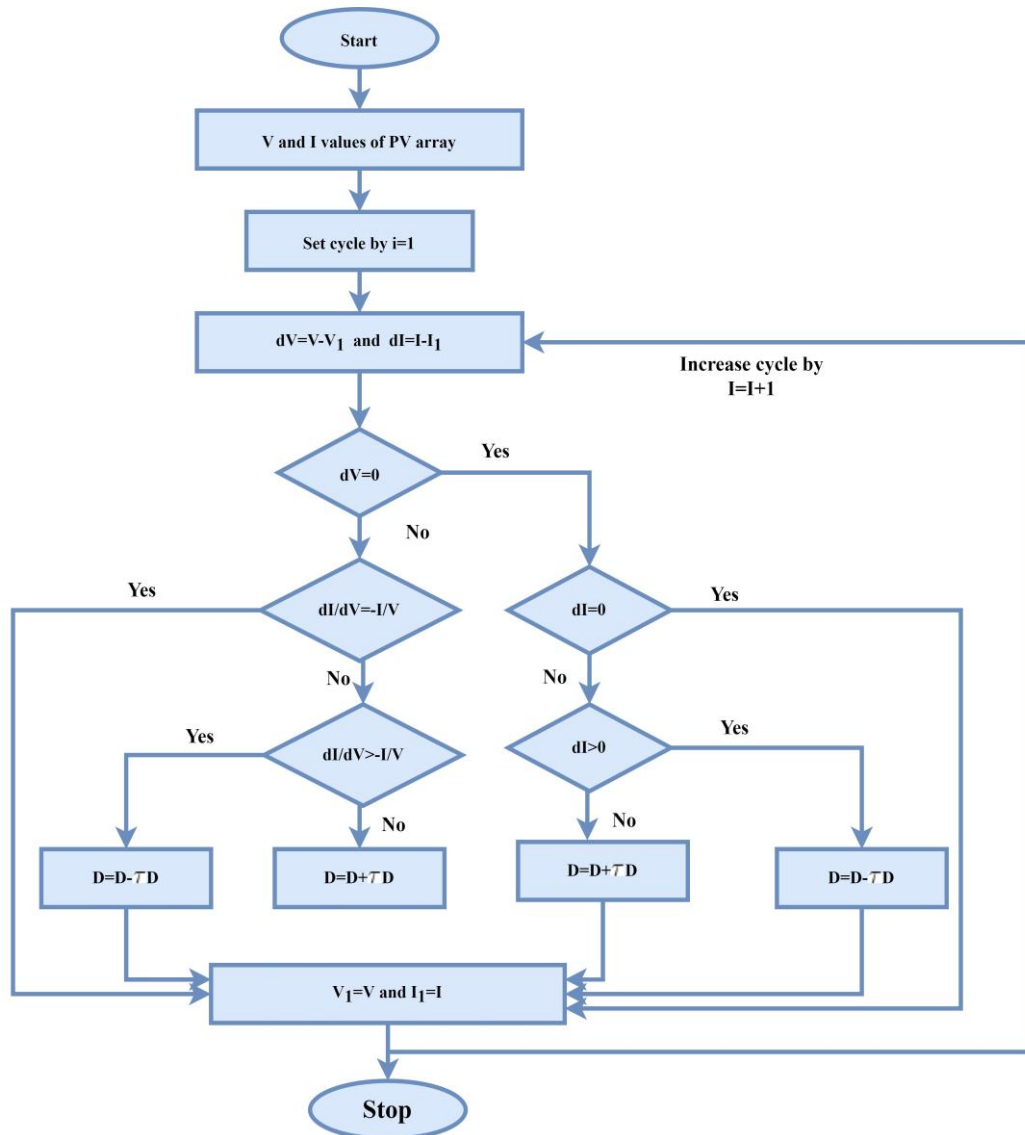 Start
V and I values of PV array
Set cycle by i=1
dV=V-V₁ and dI=I-I₁
Increase cycle by
I=I+1
dV=0
Yes
No
Yes
dI/dV=-I/V
dI=0
Yes
No
No
Yes
dI/dV>-I/V
dI>0
Yes
No
No
D=D-τD
D=D+τD
D=D+τD
D=D-τD
V₁=V and I₁=I
Stop